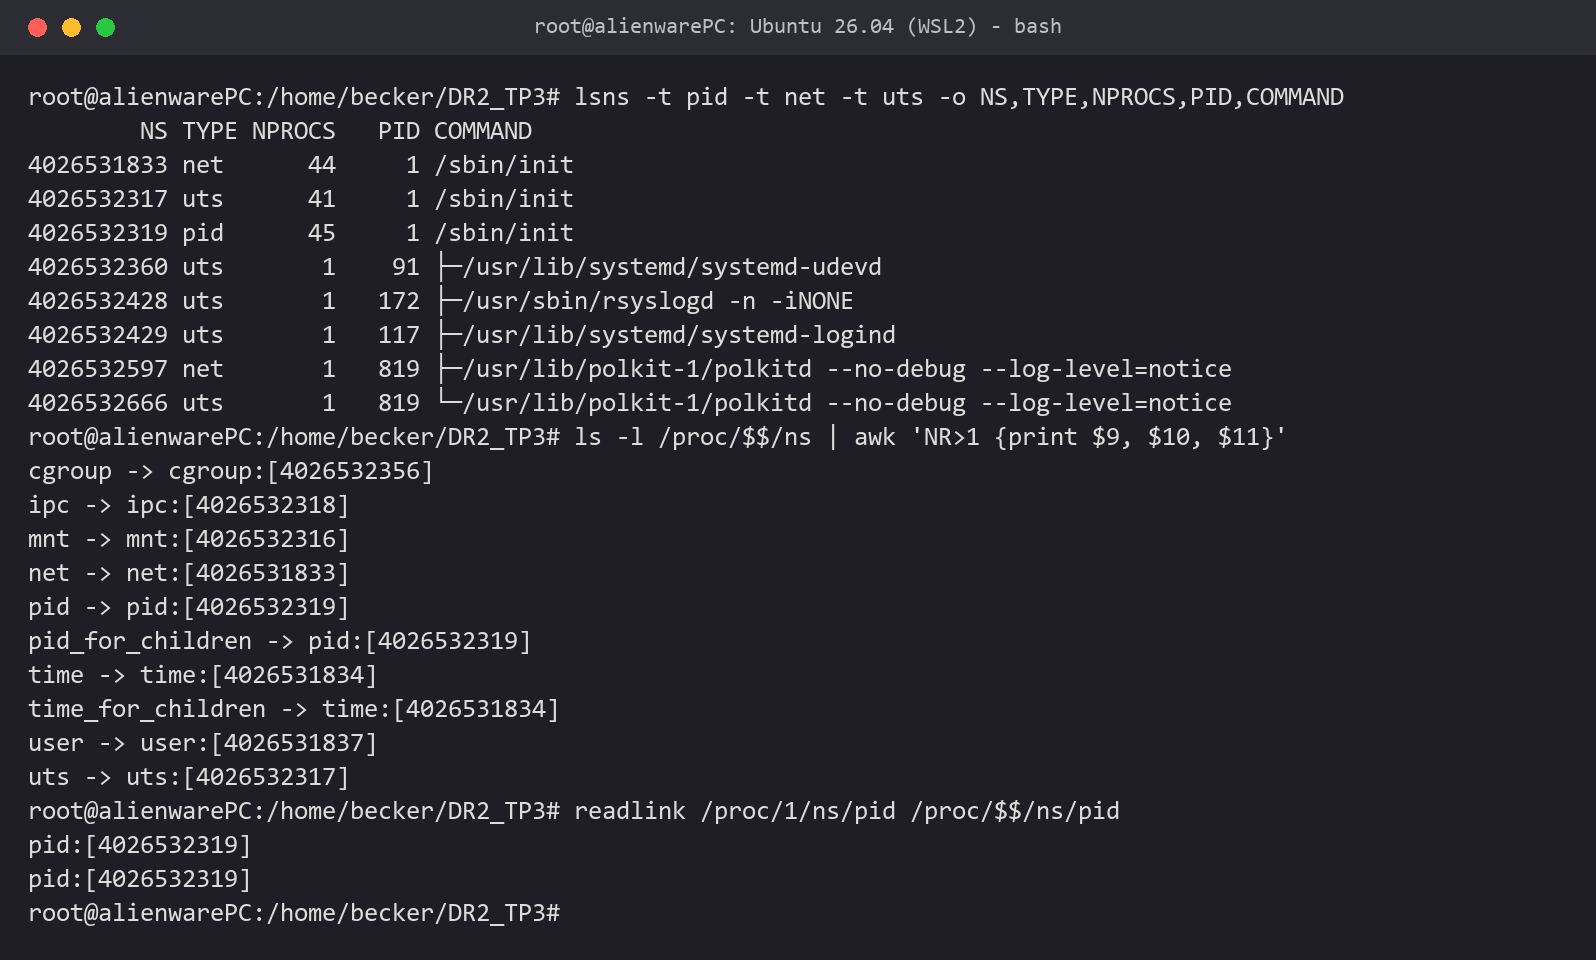 root@alienwarePC: Ubuntu 26.04 (WSL2) - bash
root@alienwarePC:/home/becker/DR2_TP3# lsns -t pid -t net -t uts -o NS,TYPE,NPROCS,PID,COMMAND
        NS TYPE NPROCS   PID COMMAND
4026531833 net      44     1 /sbin/init
4026532317 uts      41     1 /sbin/init
4026532319 pid      45     1 /sbin/init
4026532360 uts       1    91 ├─/usr/lib/systemd/systemd-udevd
4026532428 uts       1   172 ├─/usr/sbin/rsyslogd -n -iNONE
4026532429 uts       1   117 ├─/usr/lib/systemd/systemd-logind
4026532597 net       1   819 ├─/usr/lib/polkit-1/polkitd --no-debug --log-level=notice
4026532666 uts       1   819 └─/usr/lib/polkit-1/polkitd --no-debug --log-level=notice
root@alienwarePC:/home/becker/DR2_TP3# ls -l /proc/$$/ns | awk 'NR>1 {print $9, $10, $11}'
cgroup -> cgroup:[4026532356]
ipc -> ipc:[4026532318]
mnt -> mnt:[4026532316]
net -> net:[4026531833]
pid -> pid:[4026532319]
pid_for_children -> pid:[4026532319]
time -> time:[4026531834]
time_for_children -> time:[4026531834]
user -> user:[4026531837]
uts -> uts:[4026532317]
root@alienwarePC:/home/becker/DR2_TP3# readlink /proc/1/ns/pid /proc/$$/ns/pid
pid:[4026532319]
pid:[4026532319]
root@alienwarePC:/home/becker/DR2_TP3#